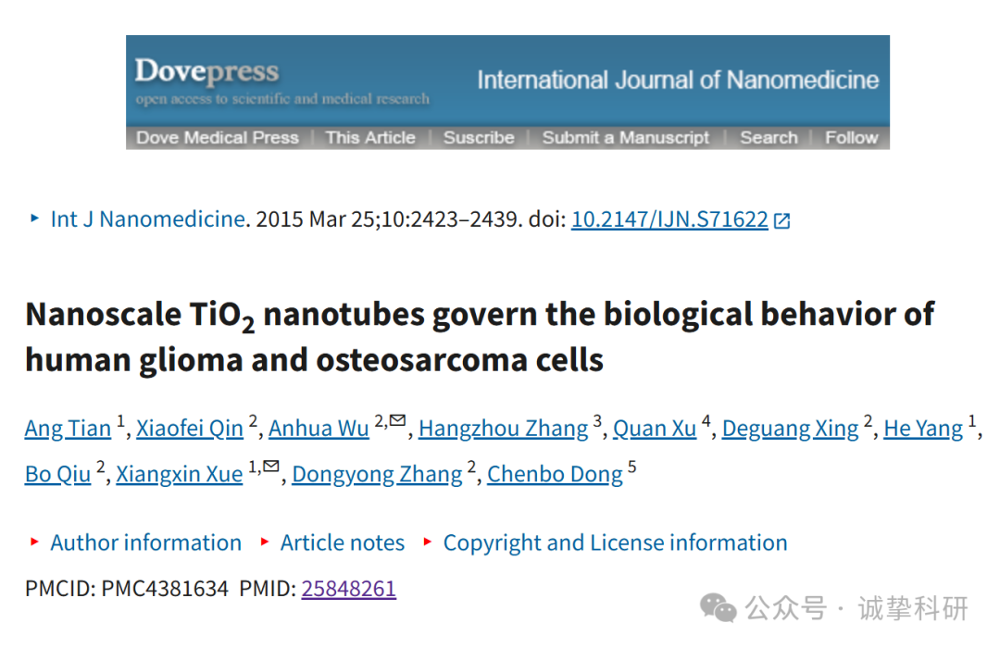 Dovepress
open access to scientific and medical research
International Journal of Nanomedicine
Dove Medical Press | This Article | Suscribe | Submit a Manuscript | Search | Follow
Int J Nanomedicine. 2015 Mar 25;10:2423–2439. doi: 10.2147/IJN.S71622
Nanoscale TiO2 nanotubes govern the biological behavior of
human glioma and osteosarcoma cells
Ang Tian 1, Xiaofei Qin 2, Anhua Wu 2,✉, Hangzhou Zhang 3, Quan Xu 4, Deguang Xing 2, He Yang 1,
Bo Qiu 2, Xiangxin Xue 1,✉, Dongyong Zhang 2, Chenbo Dong 5
Author information Article notes Copyright and License information
PMCID: PMC4381634 PMID: 25848261
公众号 · 诚挚科研